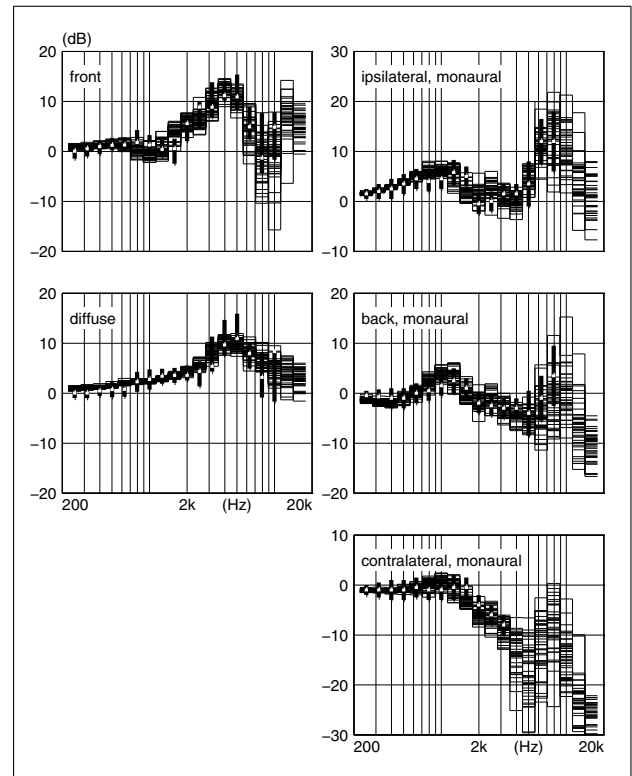 (dB)
20
front
10
0
−10
−20
30
ipsilateral, monaural
20
10
0
−10
20
diffuse
10
0
−10
−20
200
2k
(Hz)
20k
20
back, monaural
10
0
−10
−20
10
contralateral, monaural
0
−10
−20
−30
200
2k
(Hz)
20k